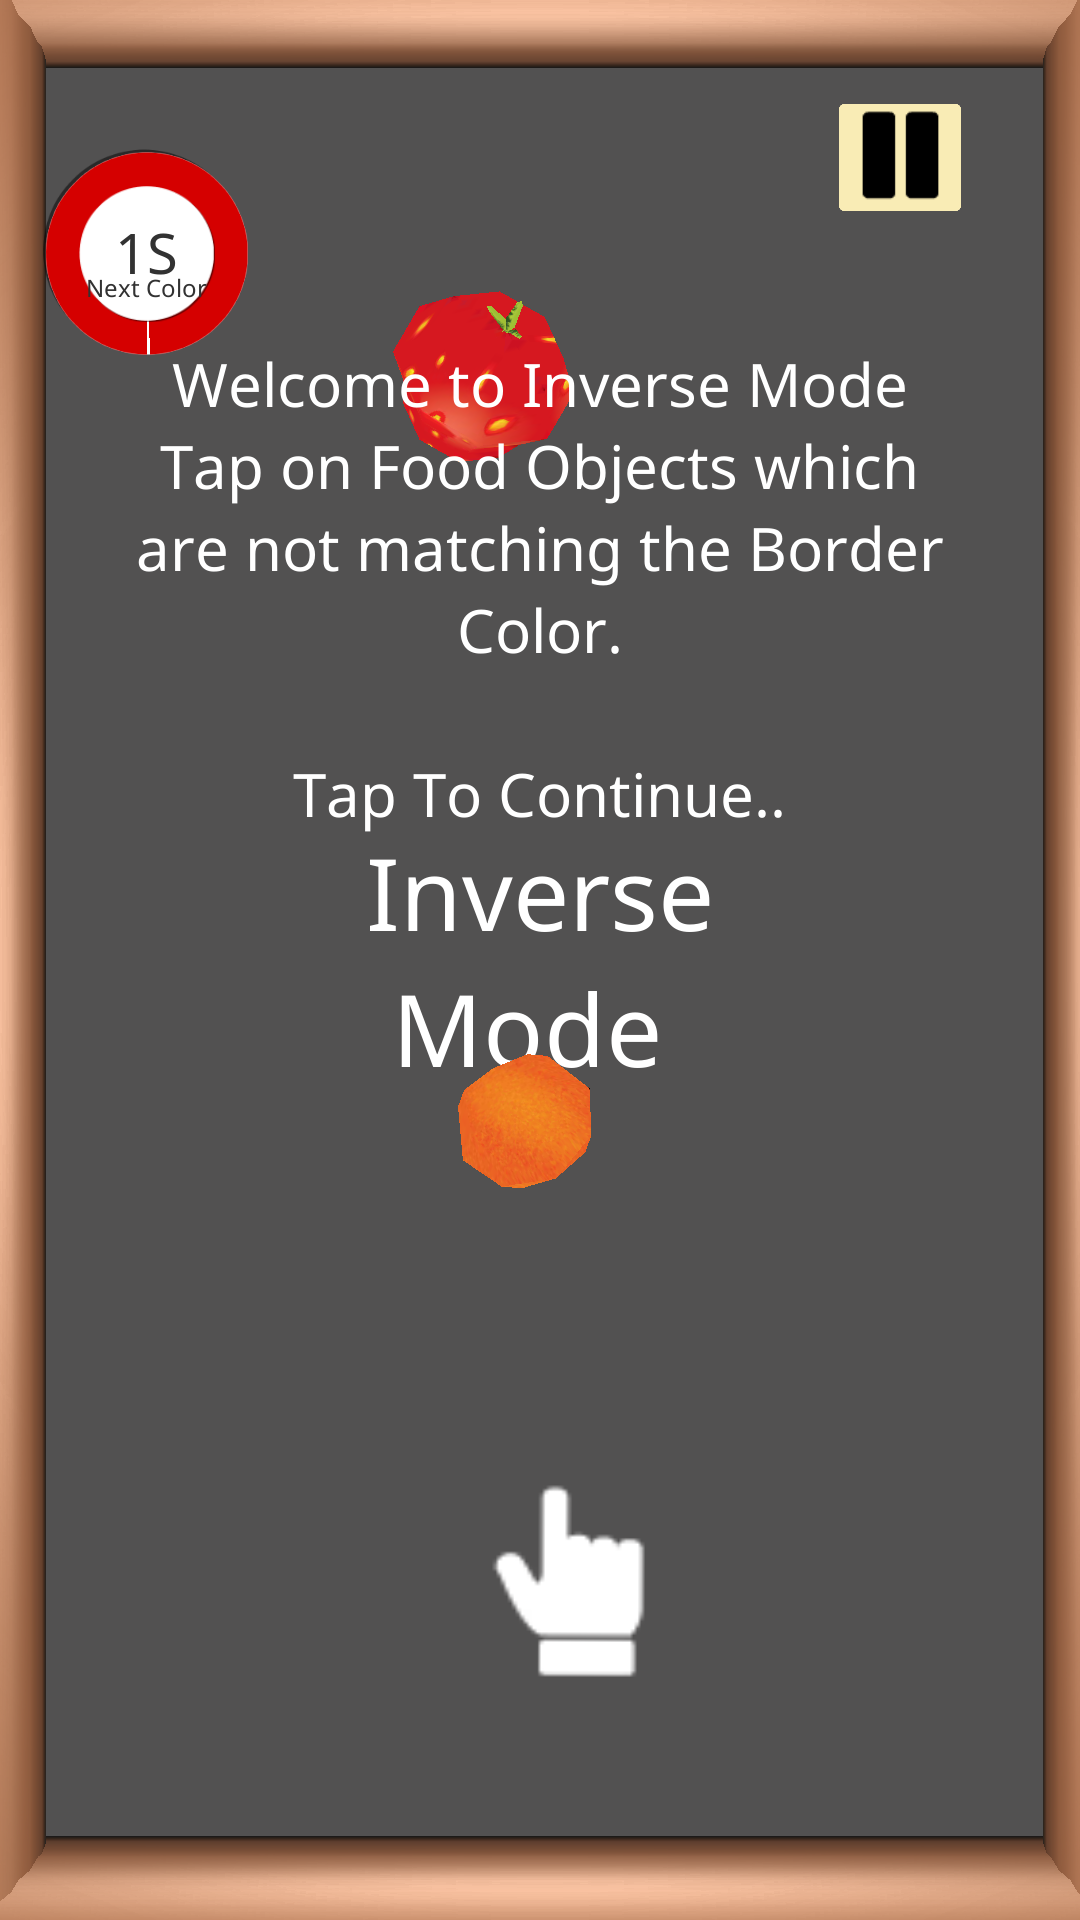 1S
Next Color
Welcome to Inverse Mode
Tap on Food Objects which
are not matching the Border
Color.
Tap To Continue..
Inverse
Mode